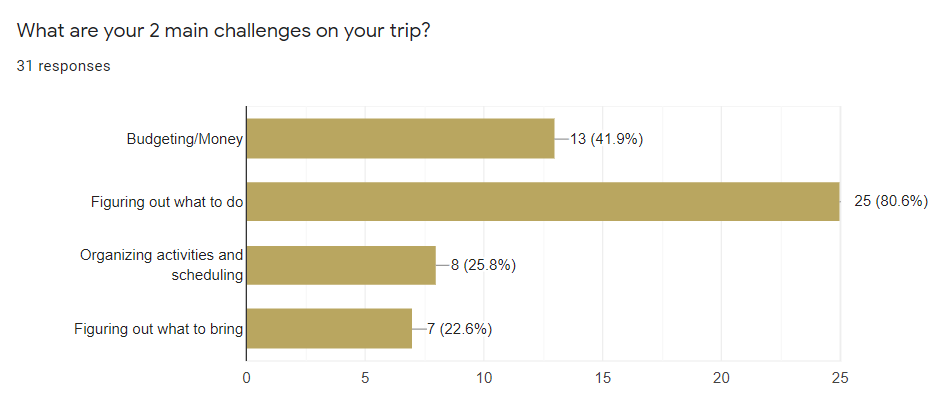 What are your 2 main challenges on your trip?
31 responses
Budgeting/Money
13 (41.9%)
Figuring out what to do
25 (80.6%)
Organizing activities and
scheduling
8 (25.8%)
Figuring out what to bring
7 (22.6%)
0 5 10 15 20 25